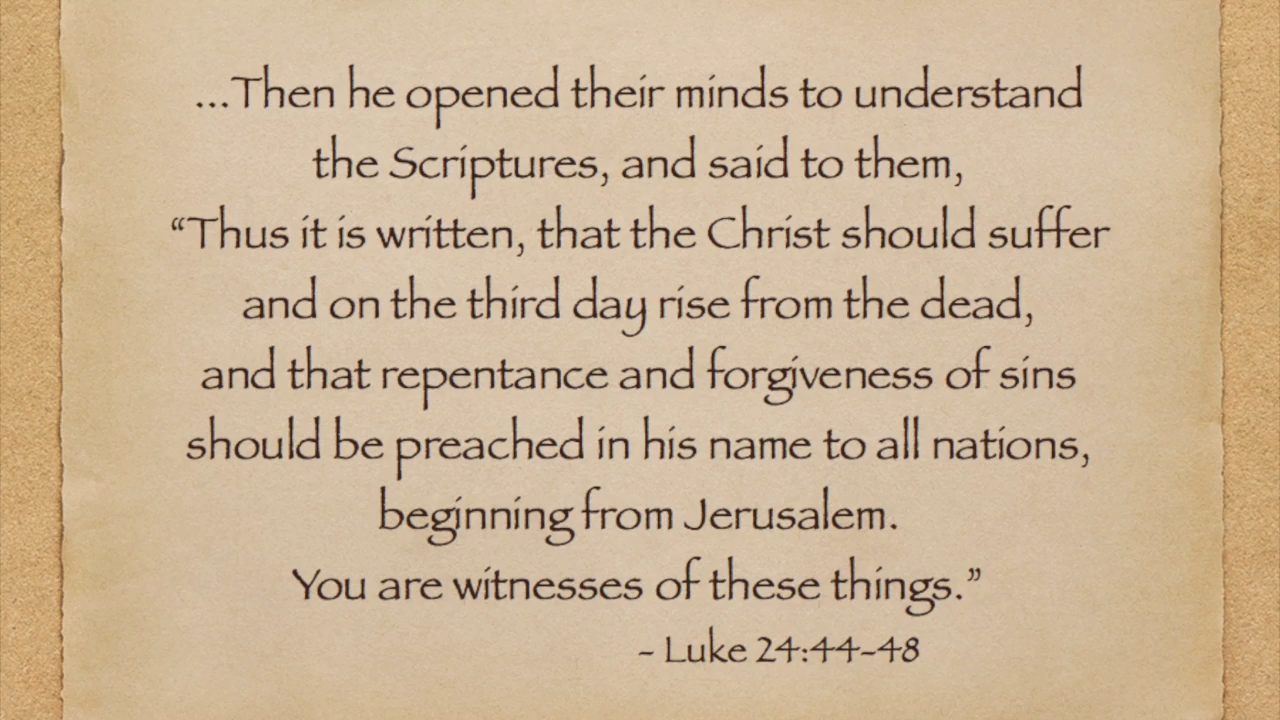 ...Then he opened their minds to understand
the Scriptures, and said to them,
“Thus it is written, that the Christ should suffer
and on the third day rise from the dead,
and that repentance and forgiveness of sins
should be preached in his name to all nations,
beginning from Jerusalem.
You are witnesses of these things.”
- Luke 24:44-48